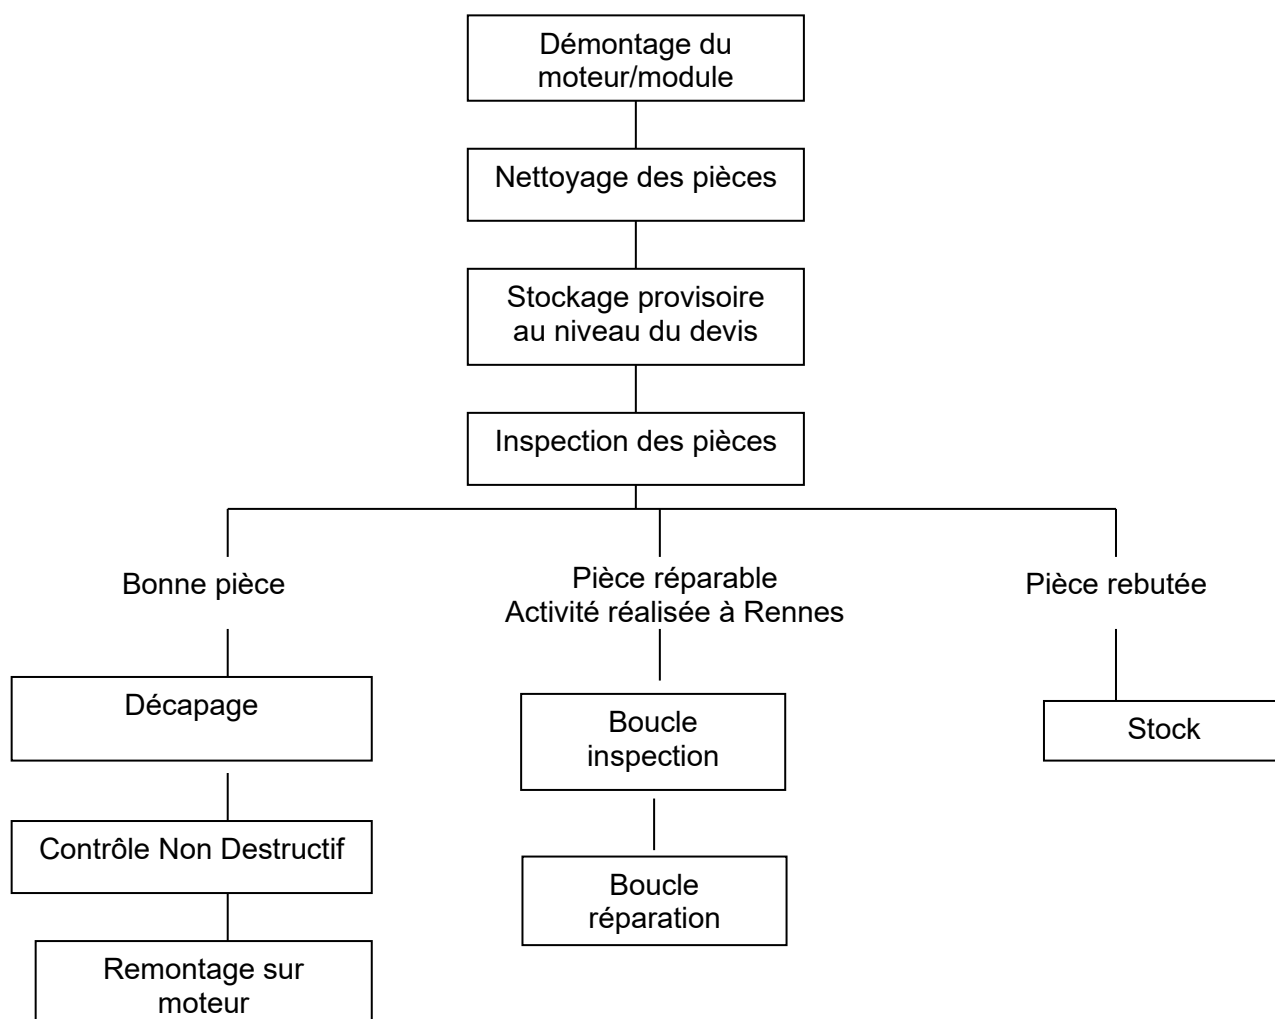 Démontage du
moteur/module
Nettoyage des pièces
Stockage provisoire
au niveau du devis
Inspection des pièces
Bonne pièce
Pièce réparable
Activité réalisée à Rennes
Pièce rebutée
Décapage
Boucle
inspection
Stock
Contrôle Non Destructif
Boucle
réparation
Remontage sur
moteur